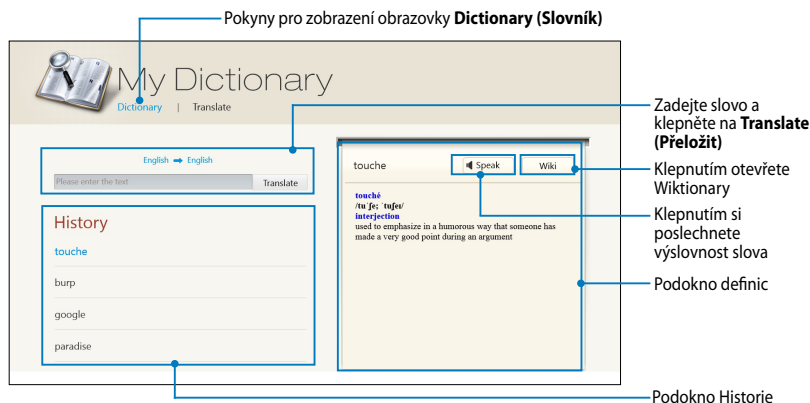 Pokyny pro zobrazení obrazovky Dictionary (Slovník)
My Dictionary
Dictionary | Translate
English ➡ English
Please enter the text
Translate
History
touche
burp
google
paradise
touche
Speak
Wiki
touché
/tuˈʃe; ˈtuʃeɪ/
interjection
used to emphasize in a humorous way that someone has
made a very good point during an argument
Zadejte slovo a
klepněte na Translate
(Přeložit)
Klepnutím otevřete
Wiktionary
Klepnutím si
poslechnete
výslovnost slova
Podokno definic
Podokno Historie